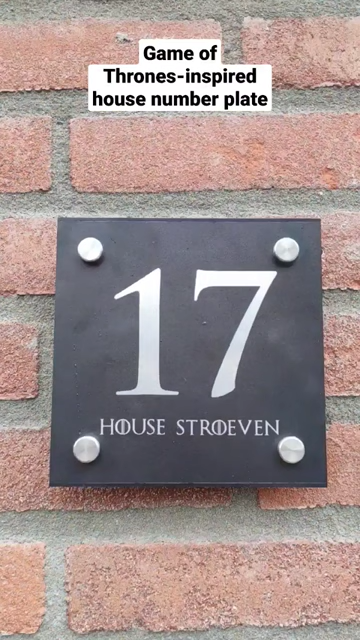 Game of
Thrones-inspired
house number plate
17
HOUSE STROEVEN